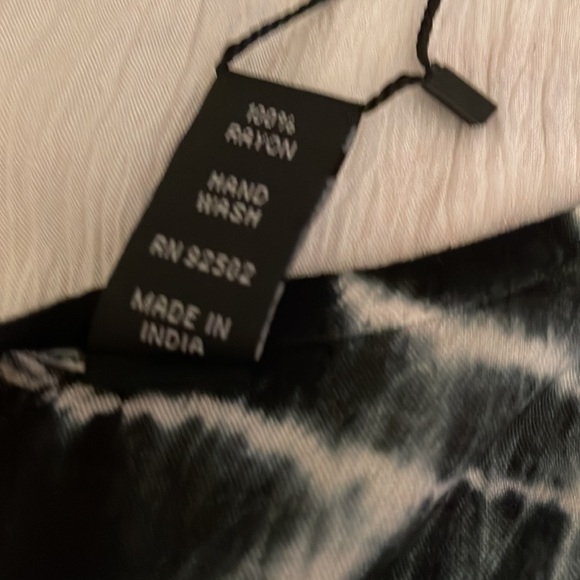 100%
RAYON
HAND
WASH
RN 92502
MADE IN
INDIA